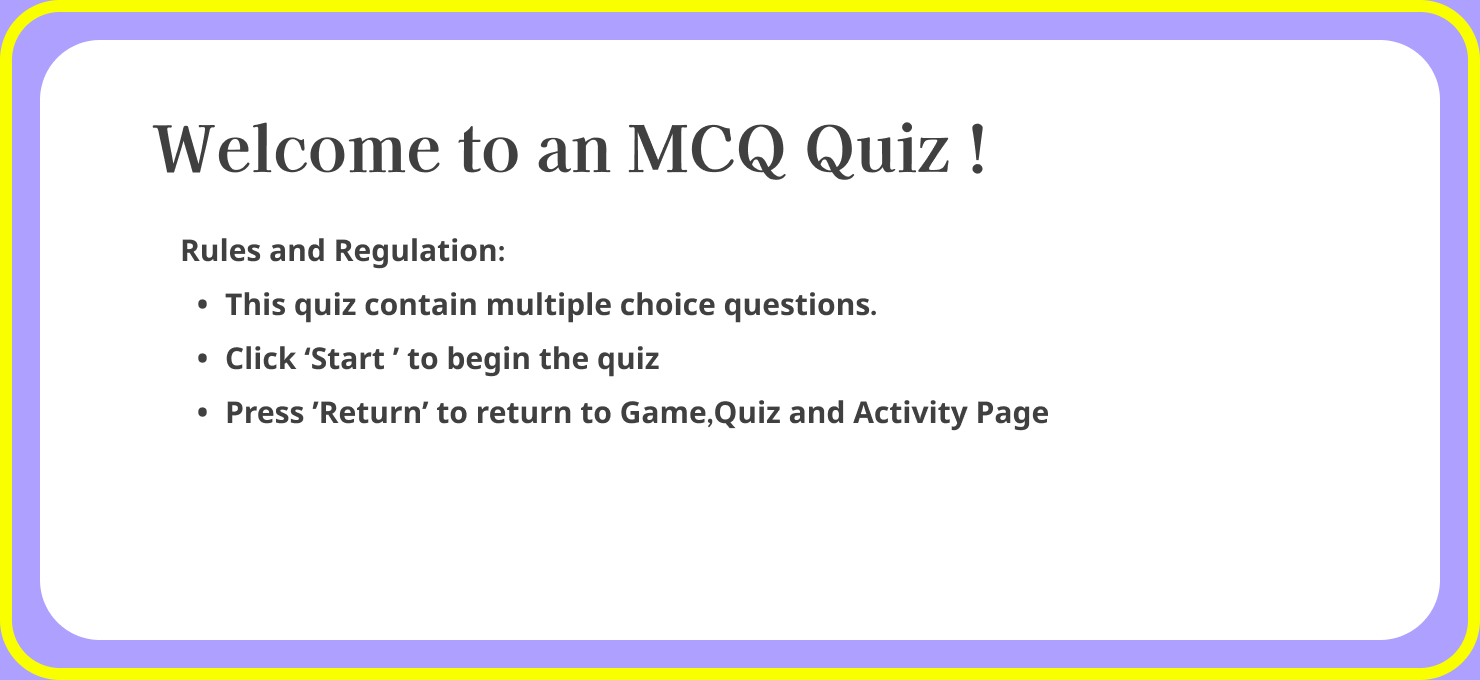 Welcome to an MCQ Quiz !
Rules and Regulation:
• This quiz contain multiple choice questions.
• Click ‘Start ’ to begin the quiz
• Press ’Return’ to return to Game,Quiz and Activity Page